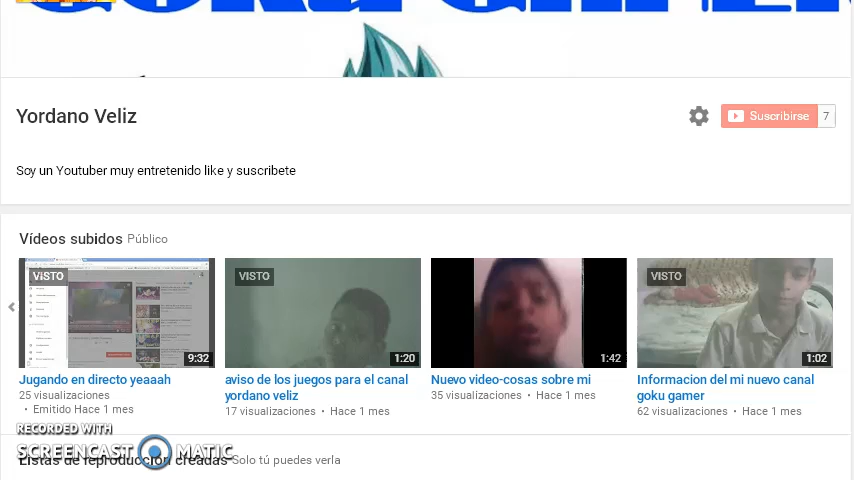 Yordano Veliz
Suscribirse 7
Soy un Youtuber muy entretenido like y suscribete
Vídeos subidos Público
VISTO
VISTO
VISTO
9:32
1:20
1:42
1:02
Jugando en directo yeaaah
25 visualizaciones
• Emitido Hace 1 mes
aviso de los juegos para el canal
yordano veliz
17 visualizaciones • Hace 1 mes
Nuevo video-cosas sobre mi
35 visualizaciones • Hace 1 mes
Informacion del mi nuevo canal
goku gamer
62 visualizaciones • Hace 1 mes
RECORDED WITH
SCREENCAST MATIC
Listas de reproducción creadas Solo tú puedes verla